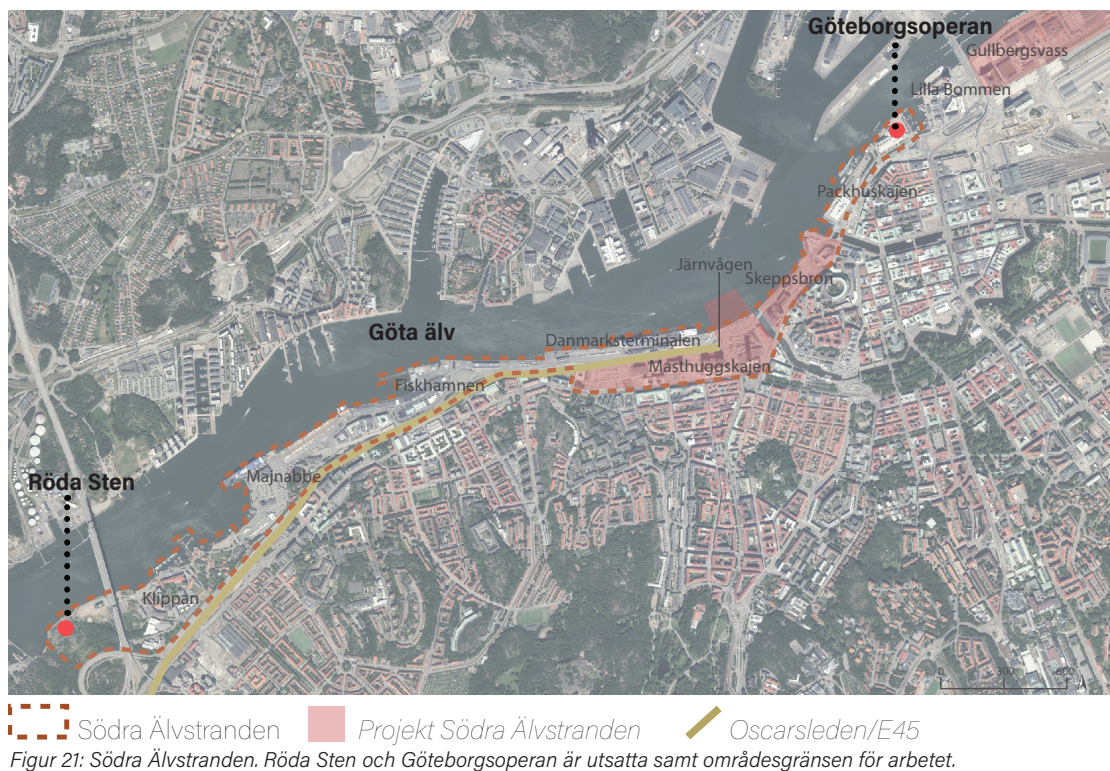 Göteborgsoperan
Gullbergsvass
Lilla Bommen
Packhuskajen
Järnvågen
Skeppsbron
Göta älv
Danmarksterminalen
Masthuggskajen
Fiskhamnen
Majnabbe
Röda Sten
Klippan
0 300 600
Södra Älvstranden Projekt Södra Älvstranden Oscarsleden/E45
Figur 21: Södra Älvstranden. Röda Sten och Göteborgsoperan är utsatta samt områdesgränsen för arbetet.